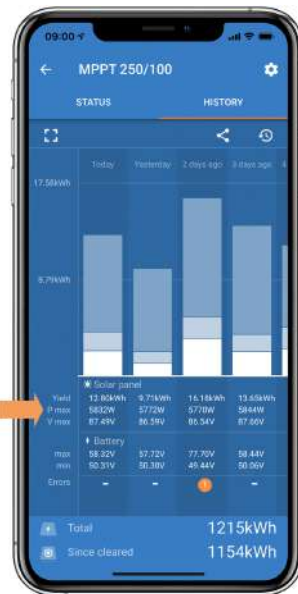 09:00
MPPT 250/100
STATUS
HISTORY
Today Yesterday 2 days ago 3 days ago 4
17.58kWh
8.79kWh
Solar panel
Yield 12.80kWh 9.71kWh 16.18kWh 13.65kWh
P max 5832W 5772W 5770W 5844W
V max 87.49V 86.59V 86.54V 87.66V
Battery
max 58.32V 57.72V 77.70V 58.44V
min 50.31V 50.38V 49.44V 50.06V
Errors - - 1 -
Total 1215kWh
Since cleared 1154kWh